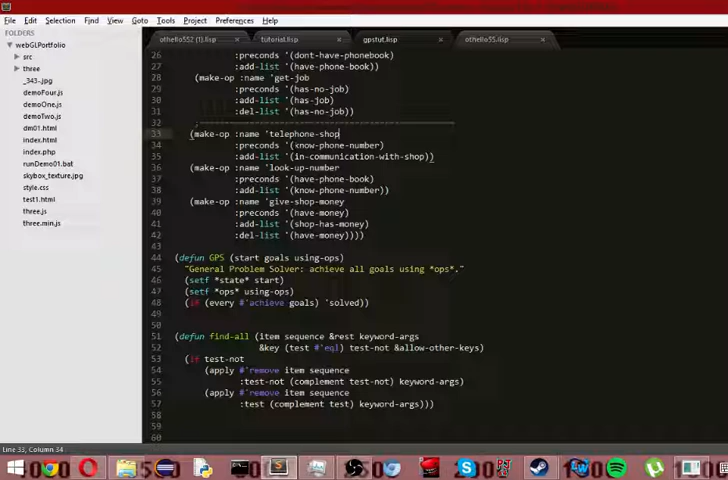 File Edit Selection Find View Goto Tools Project Preferences Help
FOLDERS
webGLPortfolio
src
three
_343-.jpg
demoFour.js
demoOne.js
demoTwo.js
dm01.html
index.html
index.php
runDemo01.bat
skybox_texture.jpg
style.css
test1.html
three.js
three.min.js
othello552 (1).lisp
tutorial.lisp
gpstut.lisp
othello55.lisp
26 :preconds '(dont-have-phonebook)
27 :add-list '(have-phone-book))
28 (make-op :name 'get-job
29 :preconds '(has-no-job)
30 :add-list '(has-job)
31 :del-list '(has-no-job))
32
33 (make-op :name 'telephone-shop
34 :preconds '(know-phone-number)
35 :add-list '(in-communication-with-shop))
36 (make-op :name 'look-up-number
37 :preconds '(have-phone-book)
38 :add-list '(know-phone-number))
39 (make-op :name 'give-shop-money
40 :preconds '(have-money)
41 :add-list '(shop-has-money)
42 :del-list '(have-money))))
43
44 (defun GPS (start goals using-ops)
45 "General Problem Solver: achieve all goals using *ops*."
46 (setf *state* start)
47 (setf *ops* using-ops)
48 (if (every #'achieve goals) 'solved))
49
50
51 (defun find-all (item sequence &rest keyword-args
52 &key (test #'eql) test-not &allow-other-keys)
53 (if test-not
54 (apply #'remove item sequence
55 :test-not (complement test-not) keyword-args)
56 (apply #'remove item sequence
57 :test (complement test) keyword-args)))
58
59
60
Line 33, Column 34